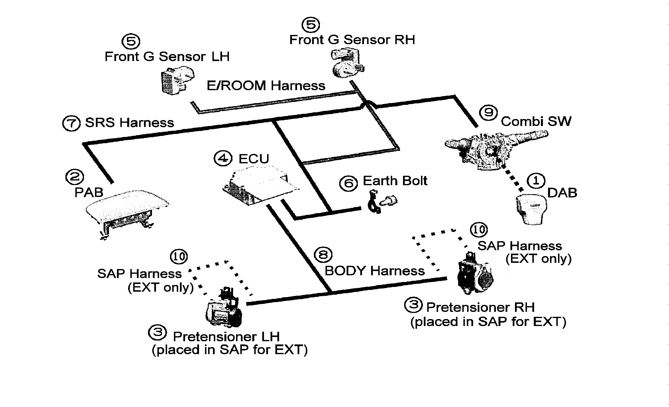 ⑤
Front G Sensor LH
⑤
Front G Sensor RH
E/ROOM Harness
⑦ SRS Harness
⑨
Combi SW
②
PAB
④ ECU
⑥ Earth Bolt
①
DAB
⑩
SAP Harness
(EXT only)
⑩
SAP Harness
(EXT only)
⑧
BODY Harness
③ Pretensioner RH
(placed in SAP for EXT)
③ Pretensioner LH
(placed in SAP for EXT)